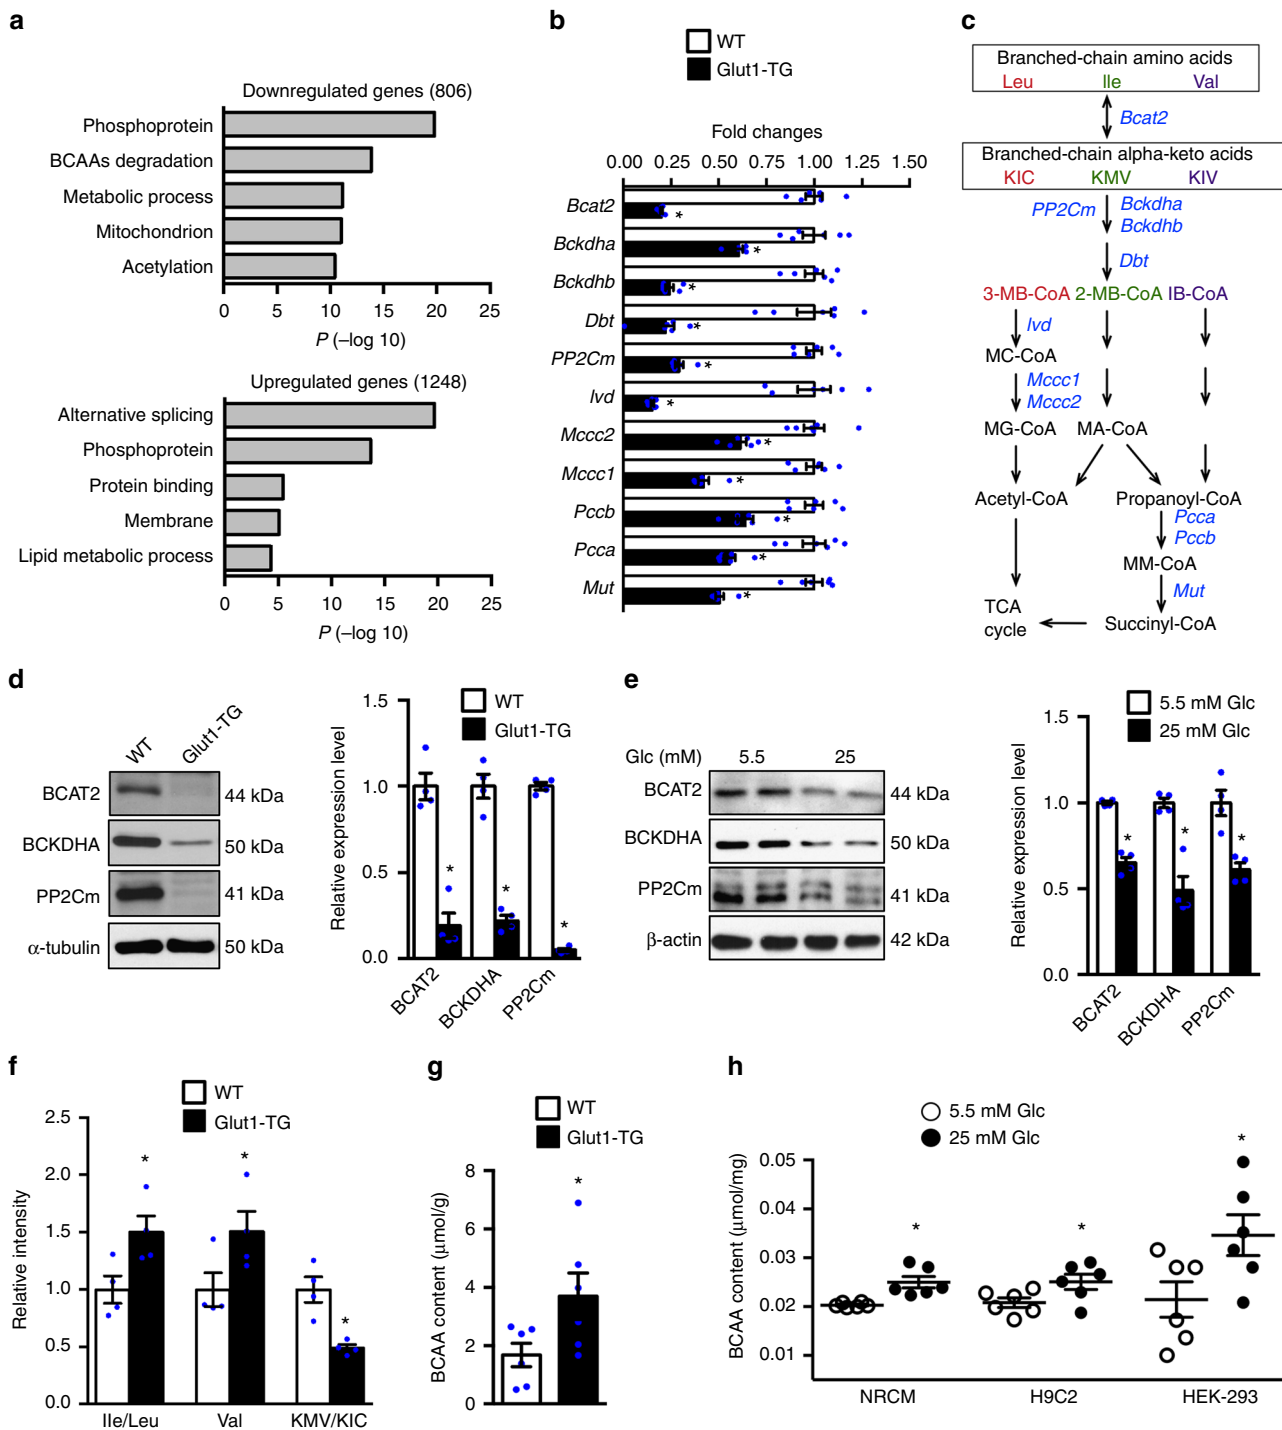 a
Downregulated genes (806)
Phosphoprotein
BCAAs degradation
Metabolic process
Mitochondrion
Acetylation
0 5 10 15 20 25
P (–log 10)
Upregulated genes (1248)
Alternative splicing
Phosphoprotein
Protein binding
Membrane
Lipid metabolic process
0 5 10 15 20 25
P (–log 10)
b
WT
Glut1-TG
Fold changes
0.00 0.25 0.50 0.75 1.00 1.25 1.50
Bcat2
*
Bckdha
*
Bckdhb
*
Dbt
*
PP2Cm
*
Ivd
*
Mccc2
*
Mccc1
*
Pccb
*
Pcca
*
Mut
*
c
Branched-chain amino acids
Leu Ile Val
Bcat2
Branched-chain alpha-keto acids
KIC KMV KIV
PP2Cm Bckdha
Bckdhb
Dbt
3-MB-CoA 2-MB-CoA IB-CoA
Ivd
MC-CoA
Mccc1
Mccc2
MG-CoA MA-CoA
Acetyl-CoA Propanoyl-CoA
Pcca
Pccb
MM-CoA
Mut
TCA
cycle
Succinyl-CoA
d
WT Glut1-TG
BCAT2 44 kDa
BCKDHA 50 kDa
PP2Cm 41 kDa
α-tubulin 50 kDa
WT
Glut1-TG
Relative expression level
1.5
1.0
0.5
0.0
* * *
BCAT2 BCKDHA PP2Cm
e
Glc (mM) 5.5 25
BCAT2 44 kDa
BCKDHA 50 kDa
PP2Cm 41 kDa
β-actin 42 kDa
5.5 mM Glc
25 mM Glc
Relative expression level
1.5
1.0
0.5
0.0
* * *
BCAT2 BCKDHA PP2Cm
f
WT
Glut1-TG
Relative intensity
2.5
2.0
1.5
1.0
0.5
0.0
* * *
Ile/Leu Val KMV/KIC
g
WT
Glut1-TG
BCAA content (μmol/g)
8
6
4
2
0
*
h
5.5 mM Glc
25 mM Glc
BCAA content (μmol/mg)
0.05
0.04
0.03
0.02
0.01
* * *
NRCM H9C2 HEK-293